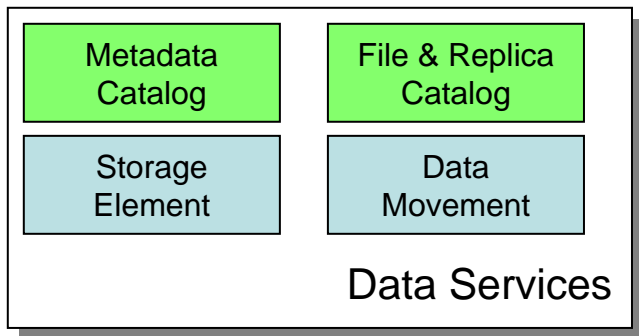 Metadata
Catalog
File & Replica
Catalog
Storage
Element
Data
Movement
Data Services